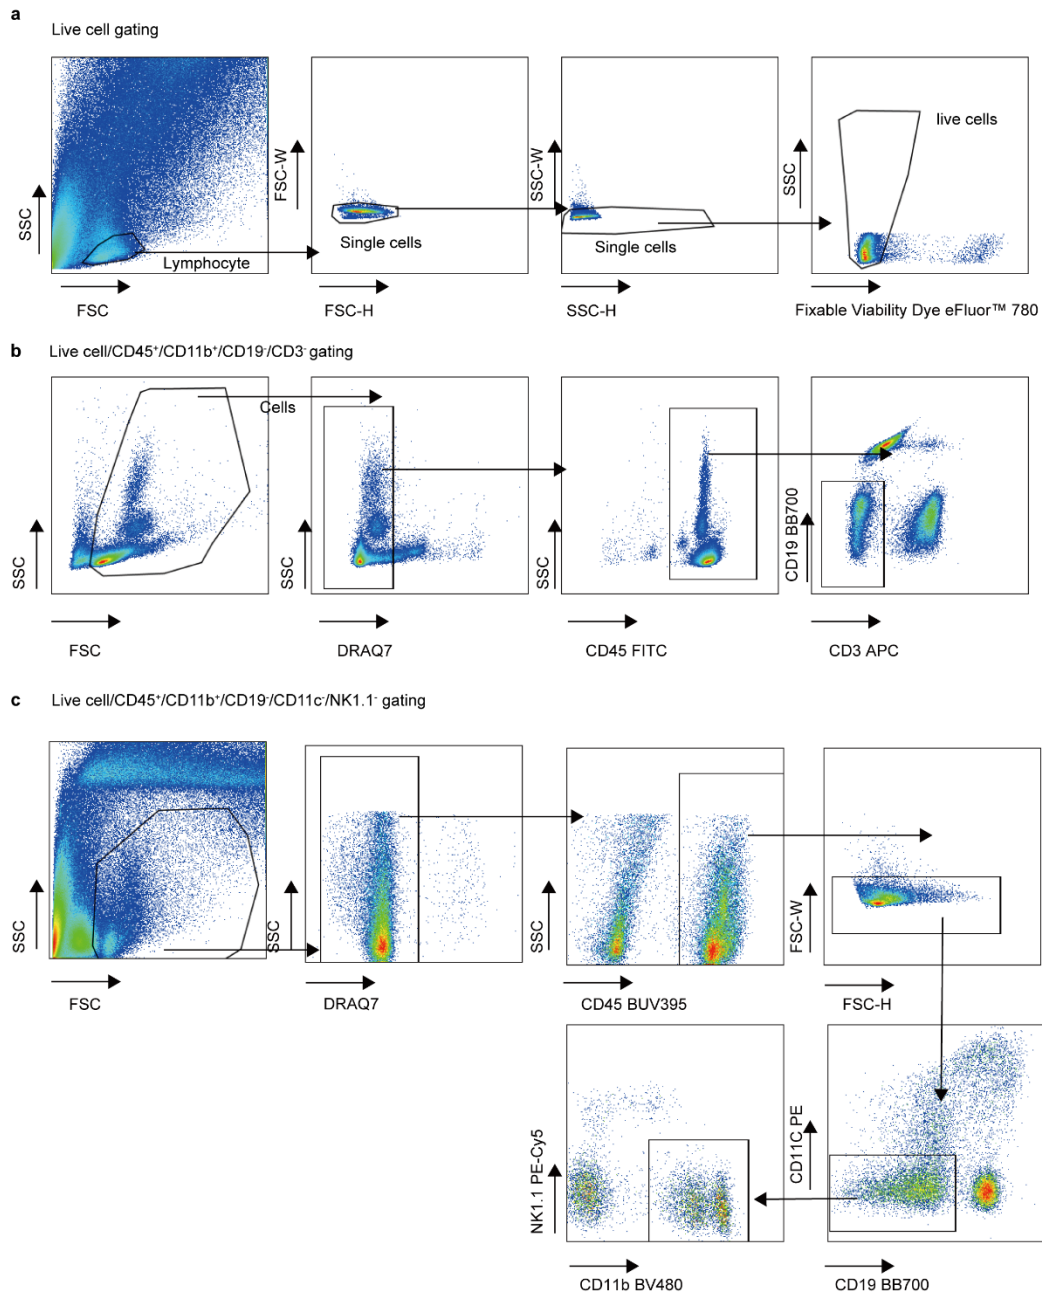 a
Live cell gating
SSC
FSC
Lymphocyte
FSC-W
FSC-H
Single cells
SSC-W
SSC-H
Single cells
SSC
live cells
Fixable Viability Dye eFluor™ 780
b
Live cell/CD45⁺/CD11b⁺/CD19⁻/CD3⁻ gating
SSC
FSC
Cells
SSC
DRAQ7
SSC
CD45 FITC
CD19 BB700
CD3 APC
c
Live cell/CD45⁺/CD11b⁺/CD19⁻/CD11c⁻/NK1.1⁻ gating
SSC
FSC
SSC
DRAQ7
SSC
CD45 BUV395
FSC-W
FSC-H
NK1.1 PE-Cy5
CD11b BV480
CD11C PE
CD19 BB700